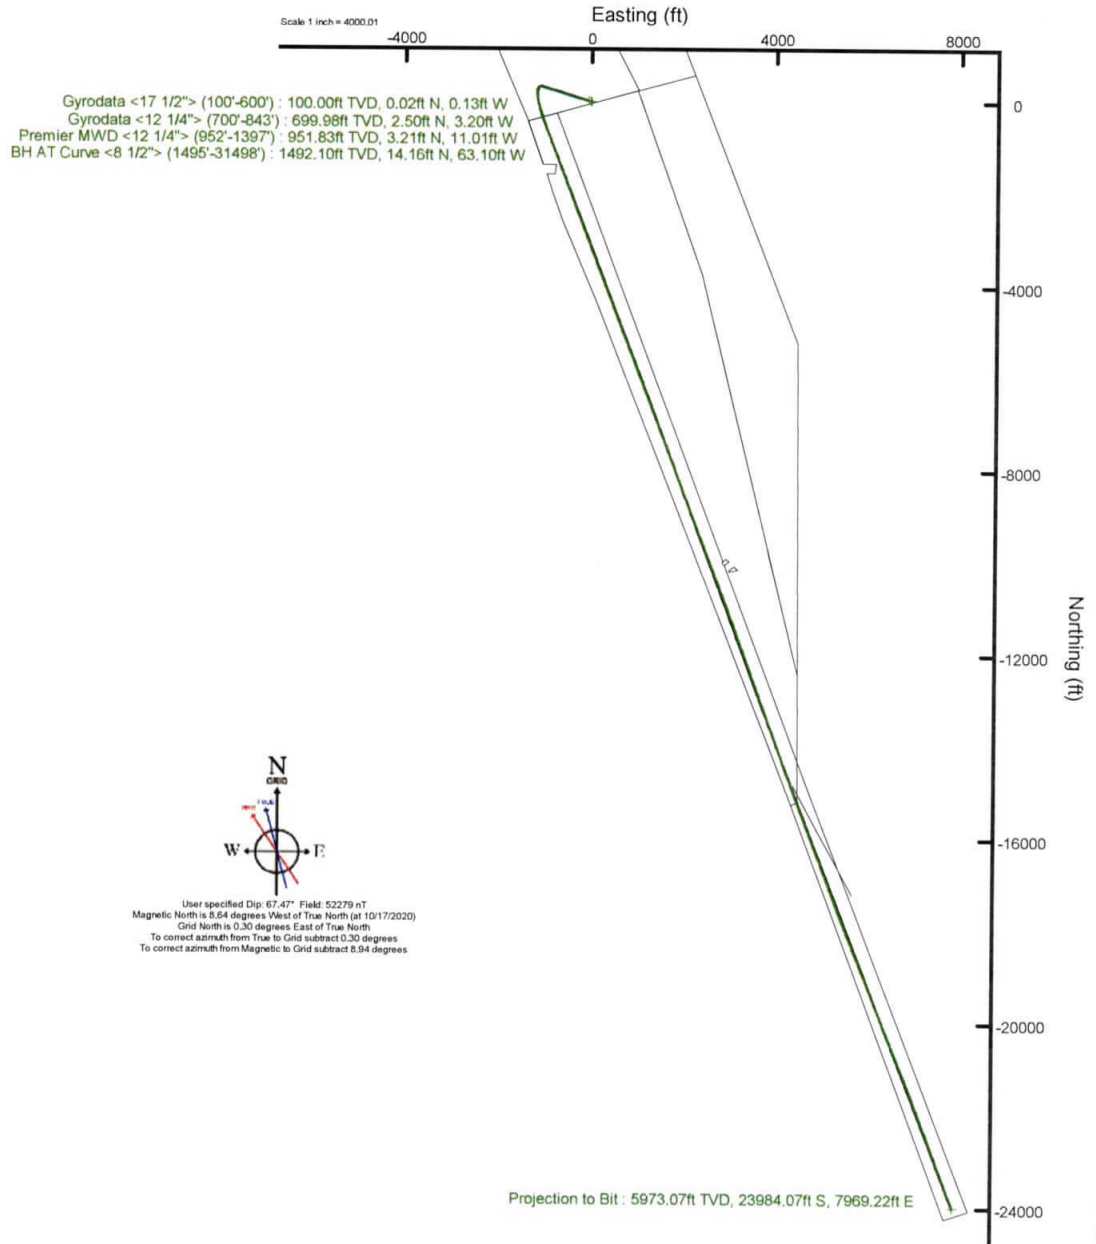 Easting (ft)
Scale 1 inch = 4000.01
-4000
0
4000
8000
Gyrodata <17 1/2"> (100'-600') : 100.00ft TVD, 0.02ft N, 0.13ft W
Gyrodata <12 1/4"> (700'-843') : 699.98ft TVD, 2.50ft N, 3.20ft W
Premier MWD <12 1/4"> (952'-1397') : 951.83ft TVD, 3.21ft N, 11.01ft W
BH AT Curve <8 1/2"> (1495'-31498') : 1492.10ft TVD, 14.16ft N, 63.10ft W
0
-4000
-8000
Northing (ft)
-12000
-16000
-20000
-24000
N
GRID
TRUE
W
E
User specified Dip: 67.47° Field: 52279 nT
Magnetic North is 8.64 degrees West of True North (at 10/17/2020)
Grid North is 0.30 degrees East of True North
To correct azimuth from True to Grid subtract 0.30 degrees
To correct azimuth from Magnetic to Grid subtract 8.94 degrees
Projection to Bit : 5973.07ft TVD, 23984.07ft S, 7969.22ft E